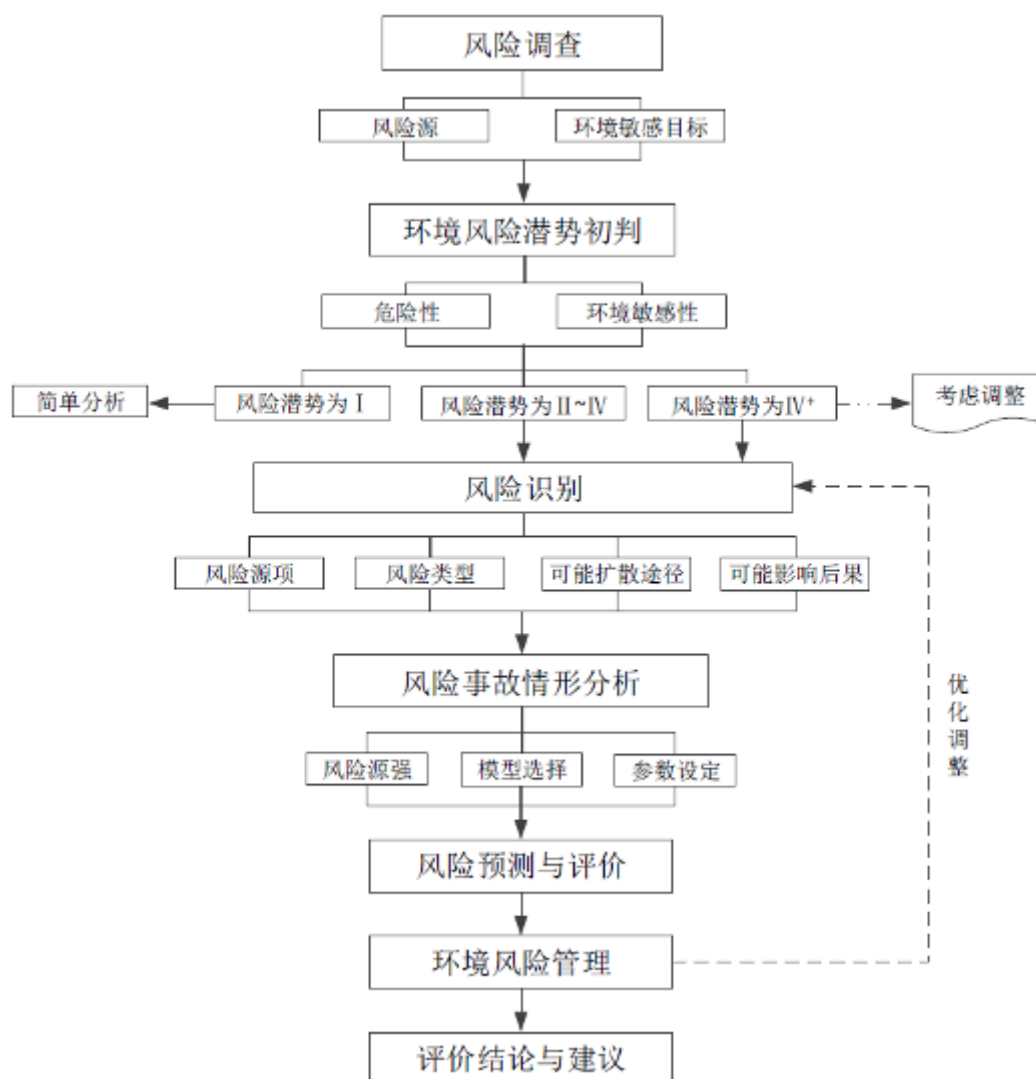 风险调查
风险源
环境敏感目标
环境风险潜势初判
危险性
环境敏感性
简单分析
风险潜势为Ⅰ
风险潜势为Ⅱ~Ⅳ
风险潜势为Ⅳ⁺
考虑调整
风险识别
风险源项
风险类型
可能扩散途径
可能影响后果
风险事故情形分析
优化调整
风险源强
模型选择
参数设定
风险预测与评价
环境风险管理
评价结论与建议